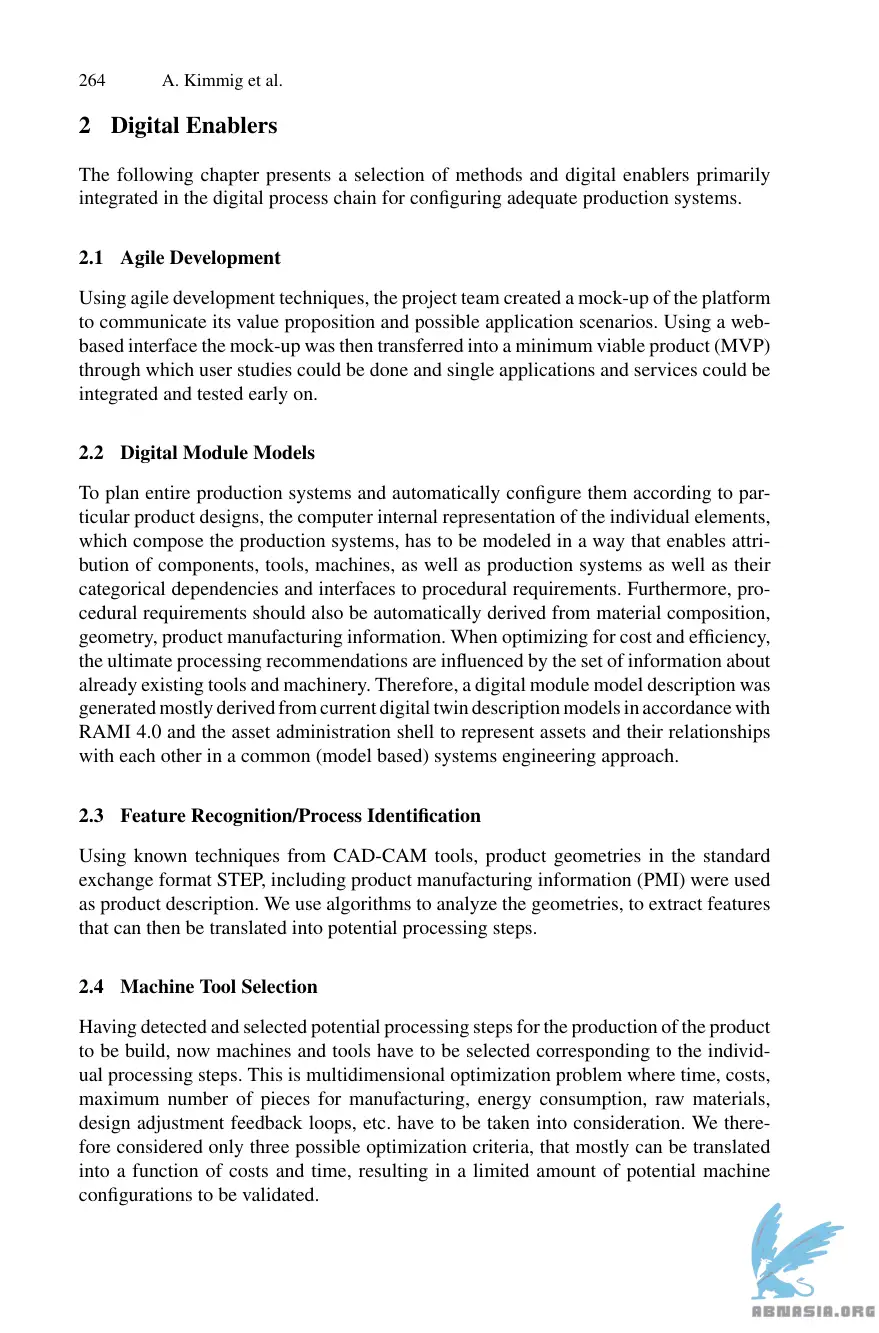 264 A. Kimmig et al.
2 Digital Enablers
The following chapter presents a selection of methods and digital enablers primarily
integrated in the digital process chain for configuring adequate production systems.
2.1 Agile Development
Using agile development techniques, the project team created a mock-up of the platform
to communicate its value proposition and possible application scenarios. Using a web-
based interface the mock-up was then transferred into a minimum viable product (MVP)
through which user studies could be done and single applications and services could be
integrated and tested early on.
2.2 Digital Module Models
To plan entire production systems and automatically configure them according to par-
ticular product designs, the computer internal representation of the individual elements,
which compose the production systems, has to be modeled in a way that enables attri-
bution of components, tools, machines, as well as production systems as well as their
categorical dependencies and interfaces to procedural requirements. Furthermore, pro-
cedural requirements should also be automatically derived from material composition,
geometry, product manufacturing information. When optimizing for cost and efficiency,
the ultimate processing recommendations are influenced by the set of information about
already existing tools and machinery. Therefore, a digital module model description was
generated mostly derived from current digital twin description models in accordance with
RAMI 4.0 and the asset administration shell to represent assets and their relationships
with each other in a common (model based) systems engineering approach.
2.3 Feature Recognition/Process Identification
Using known techniques from CAD-CAM tools, product geometries in the standard
exchange format STEP, including product manufacturing information (PMI) were used
as product description. We use algorithms to analyze the geometries, to extract features
that can then be translated into potential processing steps.
2.4 Machine Tool Selection
Having detected and selected potential processing steps for the production of the product
to be build, now machines and tools have to be selected corresponding to the individ-
ual processing steps. This is multidimensional optimization problem where time, costs,
maximum number of pieces for manufacturing, energy consumption, raw materials,
design adjustment feedback loops, etc. have to be taken into consideration. We there-
fore considered only three possible optimization criteria, that mostly can be translated
into a function of costs and time, resulting in a limited amount of potential machine
configurations to be validated.
ABNASIA.ORG